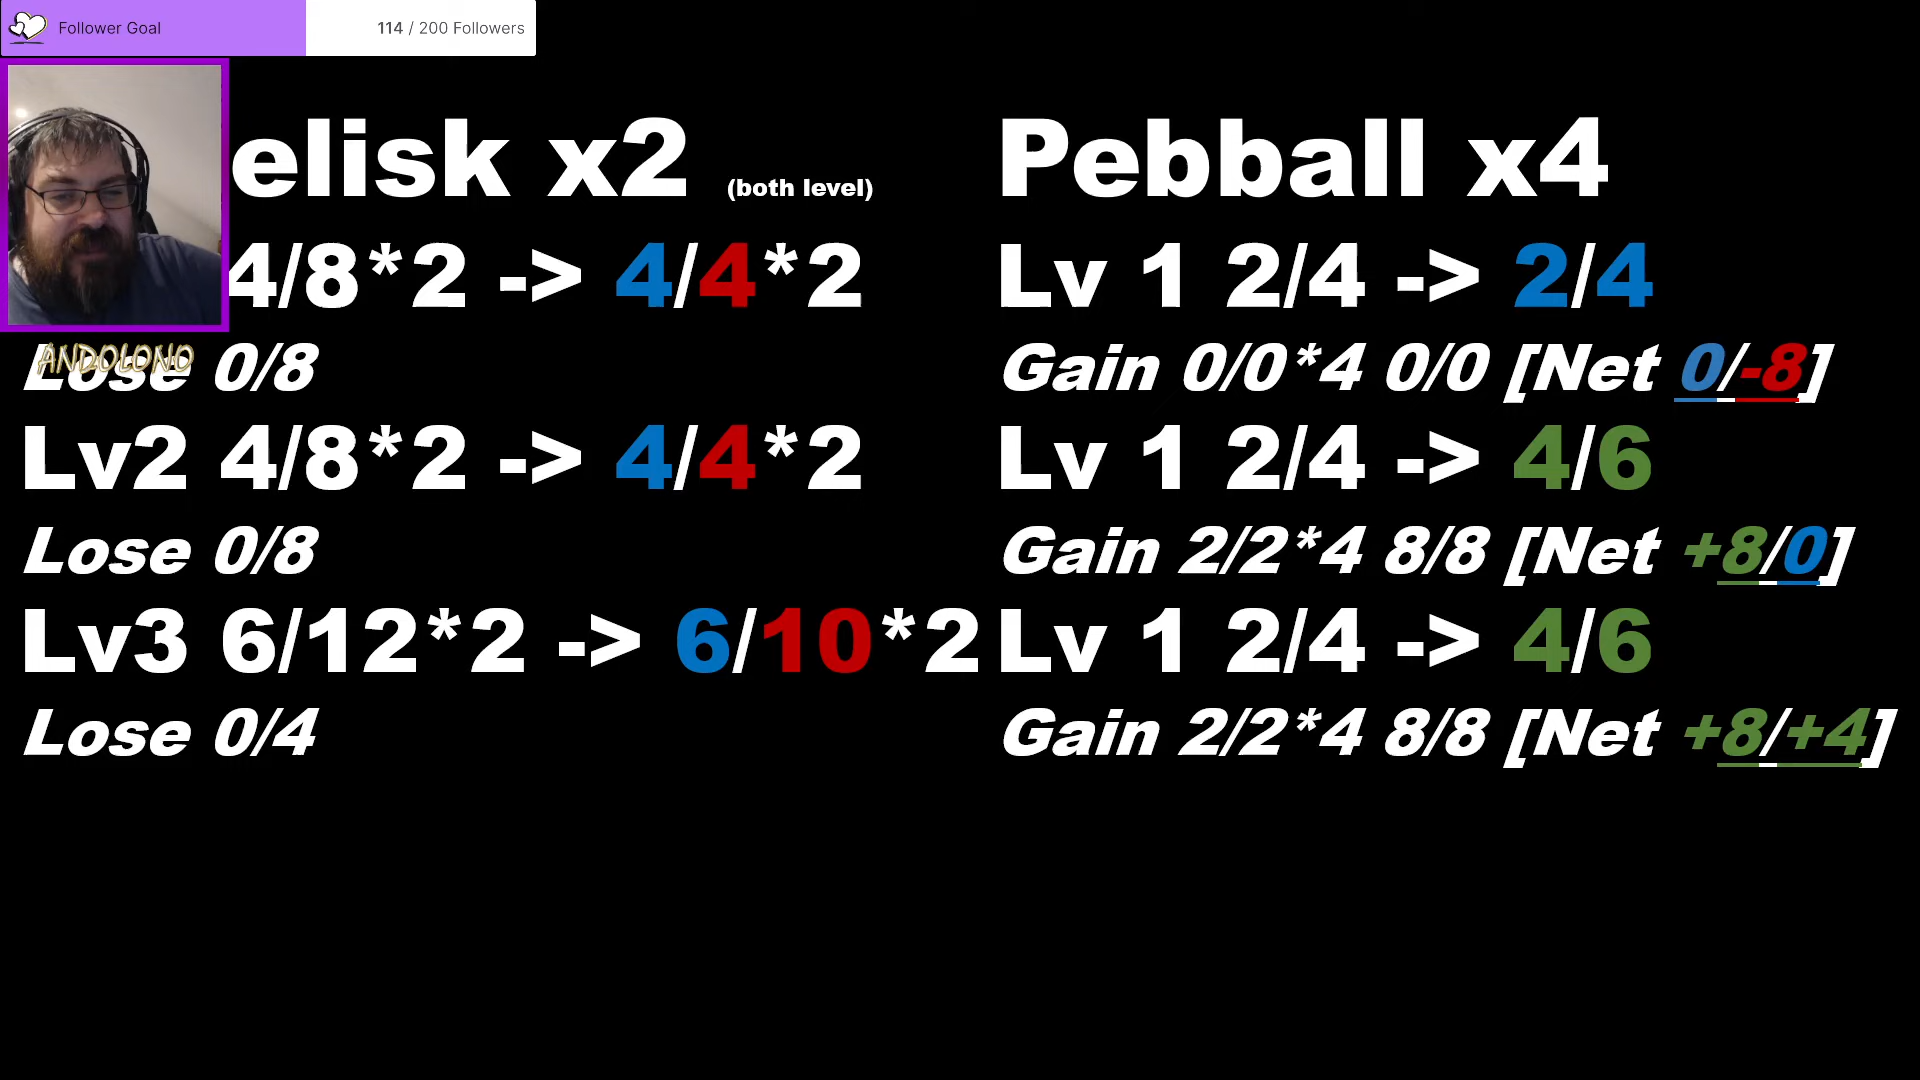 Follower Goal 114 / 200 Followers
elisk x2 (both level)
4/8*2 -> 4/4*2
ANDOLONO
Lose 0/8
Lv2 4/8*2 -> 4/4*2
Lose 0/8
Lv3 6/12*2 -> 6/10*2
Lose 0/4
Pebball x4
Lv 1 2/4 -> 2/4
Gain 0/0*4 0/0 [Net 0/-8]
Lv 1 2/4 -> 4/6
Gain 2/2*4 8/8 [Net +8/0]
Lv 1 2/4 -> 4/6
Gain 2/2*4 8/8 [Net +8/+4]